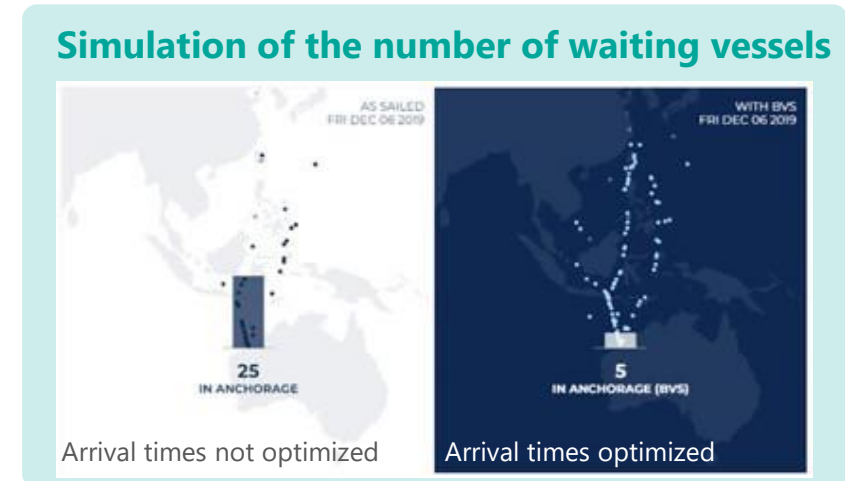 Simulation of the number of waiting vessels
AS SAILED
FRI DEC 06 2019
25
IN ANCHORAGE
Arrival times not optimized
WITH BVS
FRI DEC 06 2019
5
IN ANCHORAGE (BVS)
Arrival times optimized